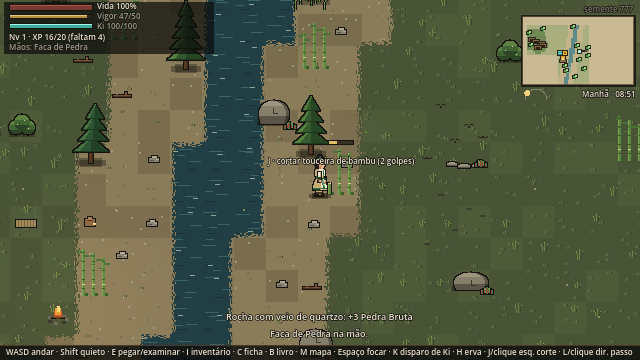 Vida 100%
Vigor 47/50
Ki 100/100
Nv 1 · XP 16/20 (faltam 4)
Mãos: Faca de Pedra
semente 777
Manhã · 08:51
J · cortar touceira de bambu (2 golpes)
Rocha com veio de quartzo: +3 Pedra Bruta
Faca de Pedra na mão.
WASD andar · Shift quieto · E pegar/examinar · I inventário · C ficha · B livro · M mapa · Espaço focar · K disparo de Ki · H erva · J/clique esq. corte · L/clique dir. passo